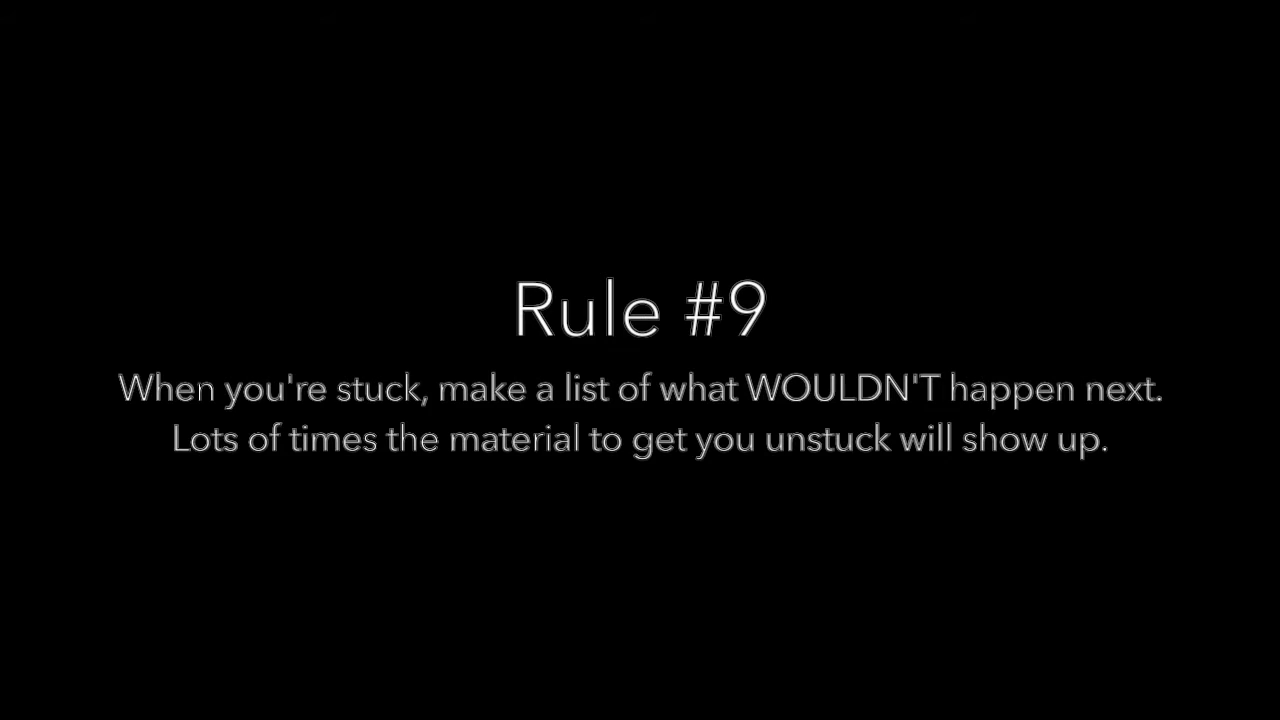 Rule #9
When you're stuck, make a list of what WOULDN'T happen next.
Lots of times the material to get you unstuck will show up.